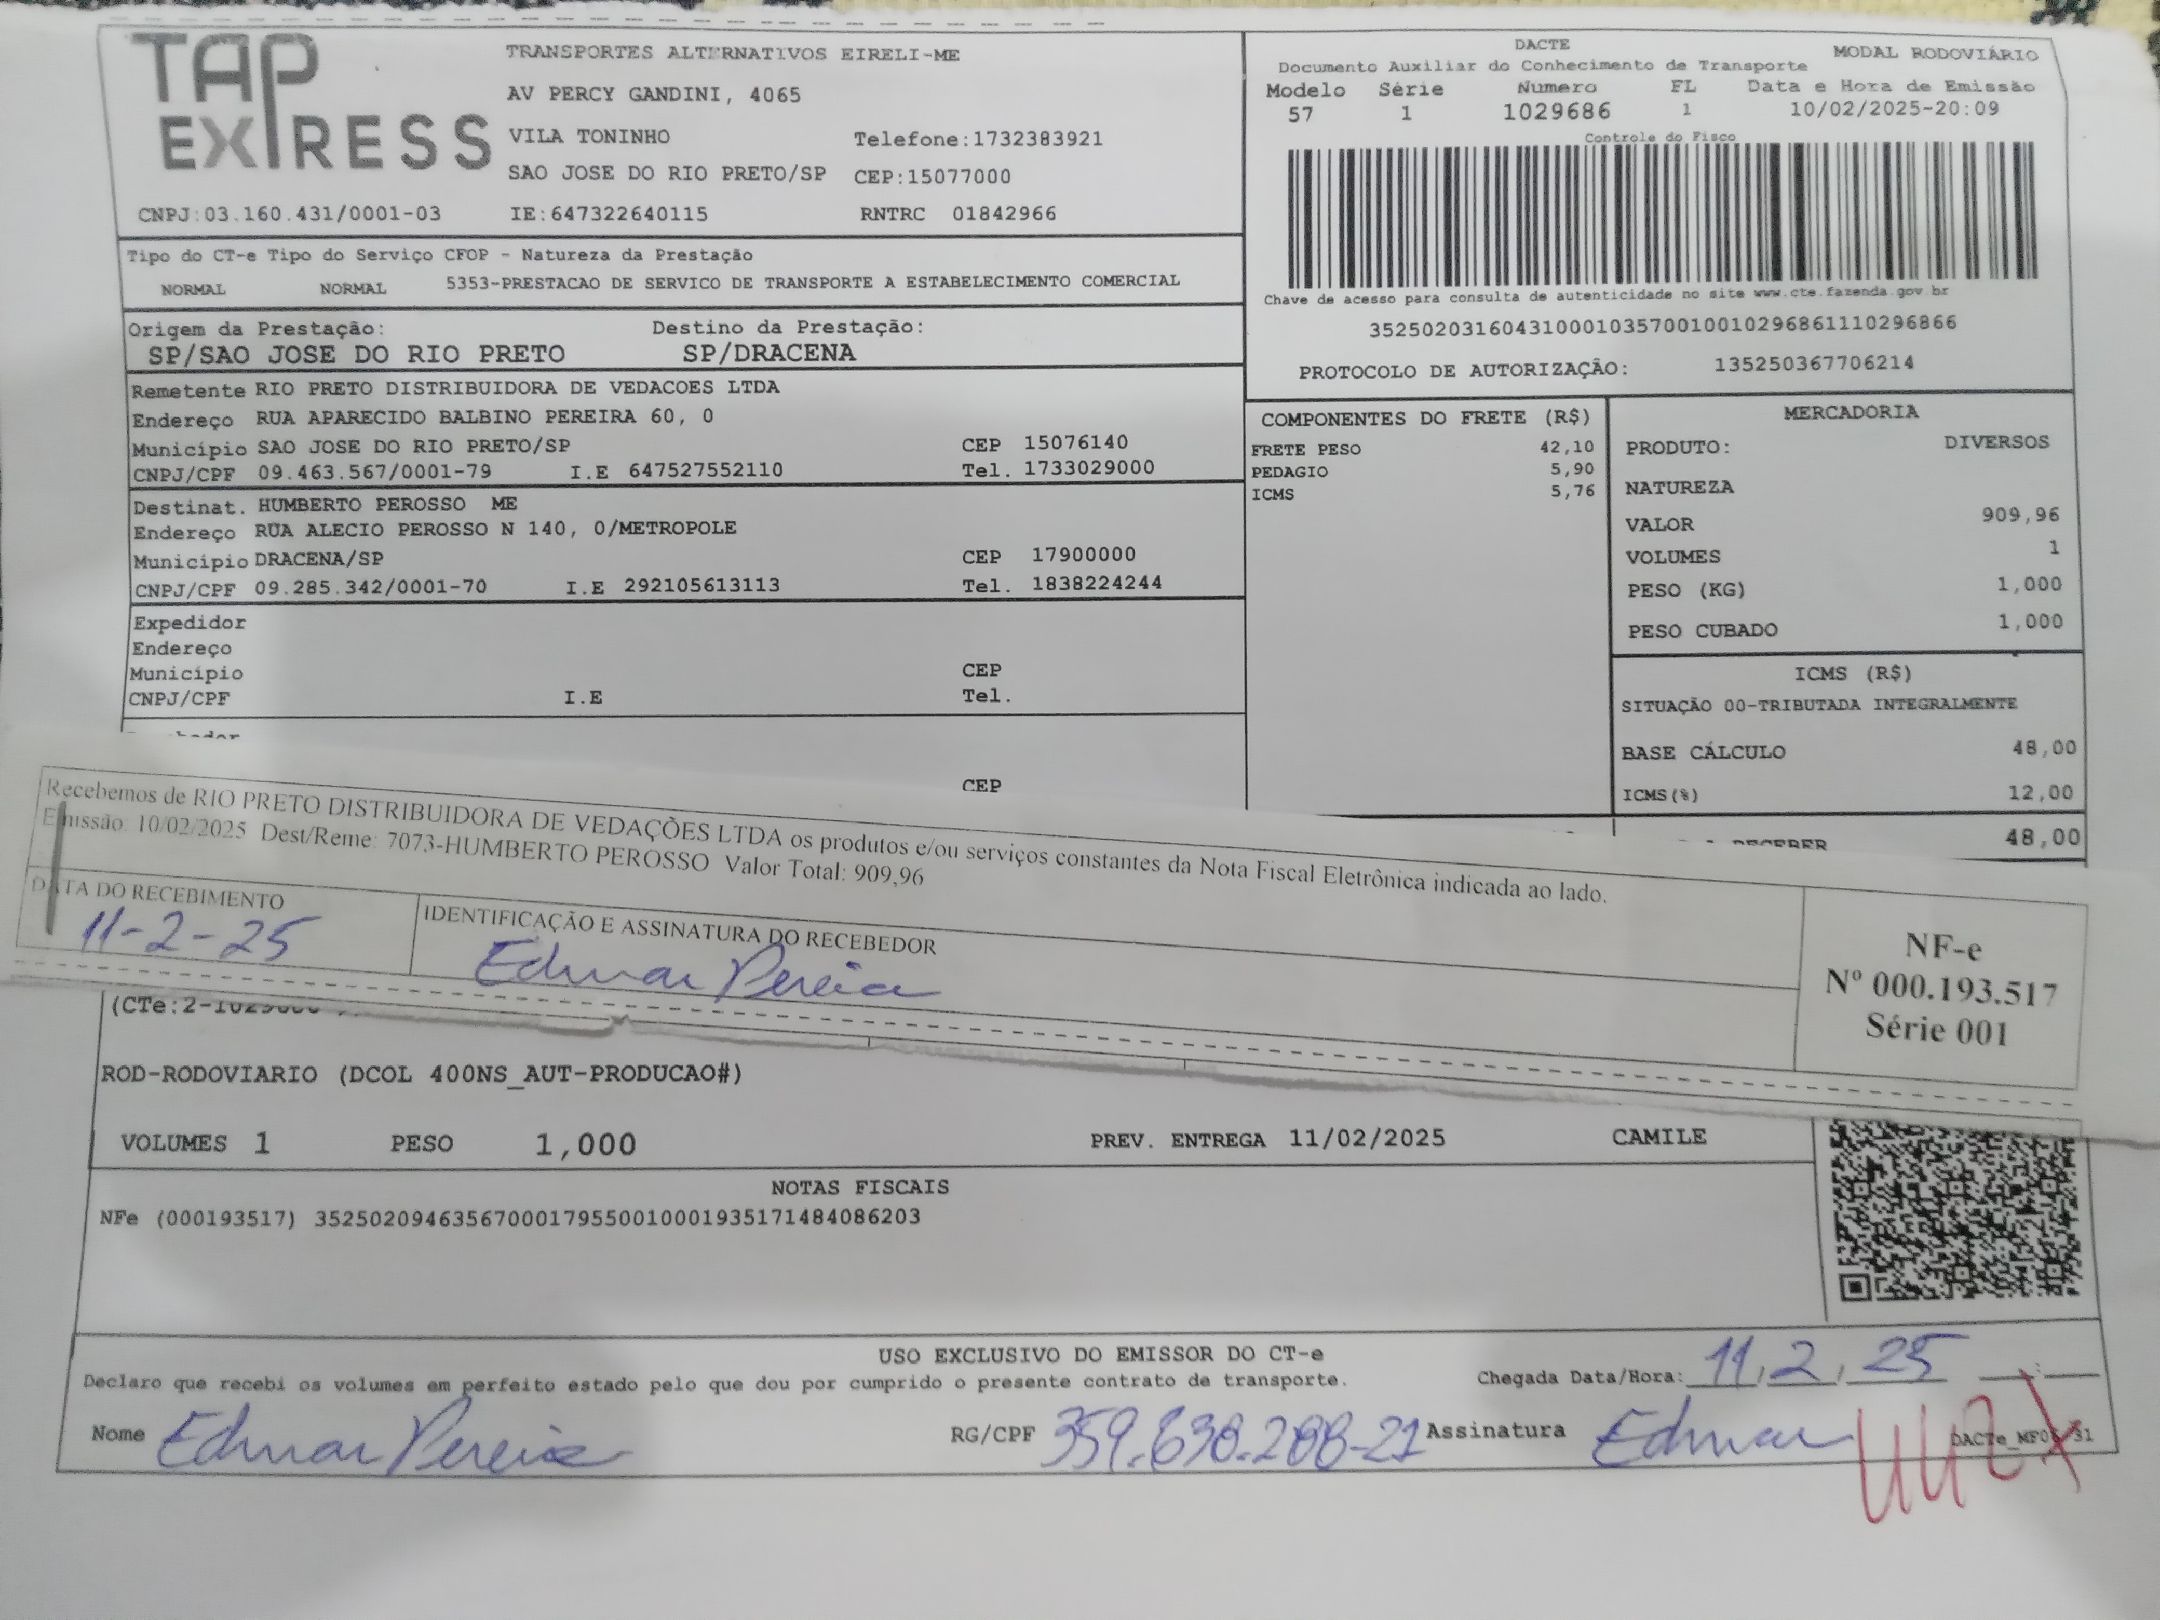 TAP EXPRESS
TRANSPORTES ALTERNATIVOS EIRELI-ME
AV PERCY GANDINI, 4065
VILA TONINHO Telefone:1732383921
SAO JOSE DO RIO PRETO/SP CEP:15077000
CNPJ:03.160.431/0001-03 IE:647322640115 RNTRC 01842966
DACTE MODAL RODOVIÁRIO
Documento Auxiliar do Conhecimento de Transporte
Modelo Série Numero FL Data e Hora de Emissão
57 1 1029686 1 10/02/2025-20:09
Controle do Fisco
Chave de acesso para consulta de autenticidade no site www.cte.fazenda.gov.br
35250203160431000103570010010296861110296866
PROTOCOLO DE AUTORIZAÇÃO: 135250367706214
Tipo do CT-e Tipo do Serviço CFOP - Natureza da Prestação
NORMAL NORMAL 5353-PRESTACAO DE SERVICO DE TRANSPORTE A ESTABELECIMENTO COMERCIAL
Origem da Prestação: Destino da Prestação:
SP/SAO JOSE DO RIO PRETO SP/DRACENA
Remetente RIO PRETO DISTRIBUIDORA DE VEDACOES LTDA
Endereço RUA APARECIDO BALBINO PEREIRA 60, 0
Município SAO JOSE DO RIO PRETO/SP CEP 15076140
CNPJ/CPF 09.463.567/0001-79 I.E 647527552110 Tel. 1733029000
Destinat. HUMBERTO PEROSSO ME
Endereço RUA ALECIO PEROSSO N 140, 0/METROPOLE
Município DRACENA/SP CEP 17900000
CNPJ/CPF 09.285.342/0001-70 I.E 292105613113 Tel. 1838224244
Expedidor
Endereço
Município CEP
CNPJ/CPF I.E Tel.
CEP
COMPONENTES DO FRETE (R$)
FRETE PESO 42,10
PEDAGIO 5,90
ICMS 5,76
MERCADORIA
PRODUTO: DIVERSOS
NATUREZA
VALOR 909,96
VOLUMES 1
PESO (KG) 1,000
PESO CUBADO 1,000
ICMS (R$)
SITUAÇÃO 00-TRIBUTADA INTEGRALMENTE
BASE CÁLCULO 48,00
ICMS(%) 12,00
RECEBER 48,00
Recebemos de RIO PRETO DISTRIBUIDORA DE VEDAÇÕES LTDA os produtos e/ou serviços constantes da Nota Fiscal Eletrônica indicada ao lado.
Emissão: 10/02/2025 Dest/Reme: 7073-HUMBERTO PEROSSO Valor Total: 909,96
DATA DO RECEBIMENTO IDENTIFICAÇÃO E ASSINATURA DO RECEBEDOR
11-2-25 Edmar Pereira
NF-e
Nº 000.193.517
Série 001
ROD-RODOVIARIO (DCOL 400NS_AUT-PRODUCAO#)
VOLUMES 1 PESO 1,000 PREV. ENTREGA 11/02/2025 CAMILE
NOTAS FISCAIS
NFe (000193517) 35250209463567000179550010001935171484086203
USO EXCLUSIVO DO EMISSOR DO CT-e
Declaro que recebi os volumes em perfeito estado pelo que dou por cumprido o presente contrato de transporte. Chegada Data/Hora: 11,2,25
Nome Edmar Pereira RG/CPF 359.638.288-21 Assinatura Edmar